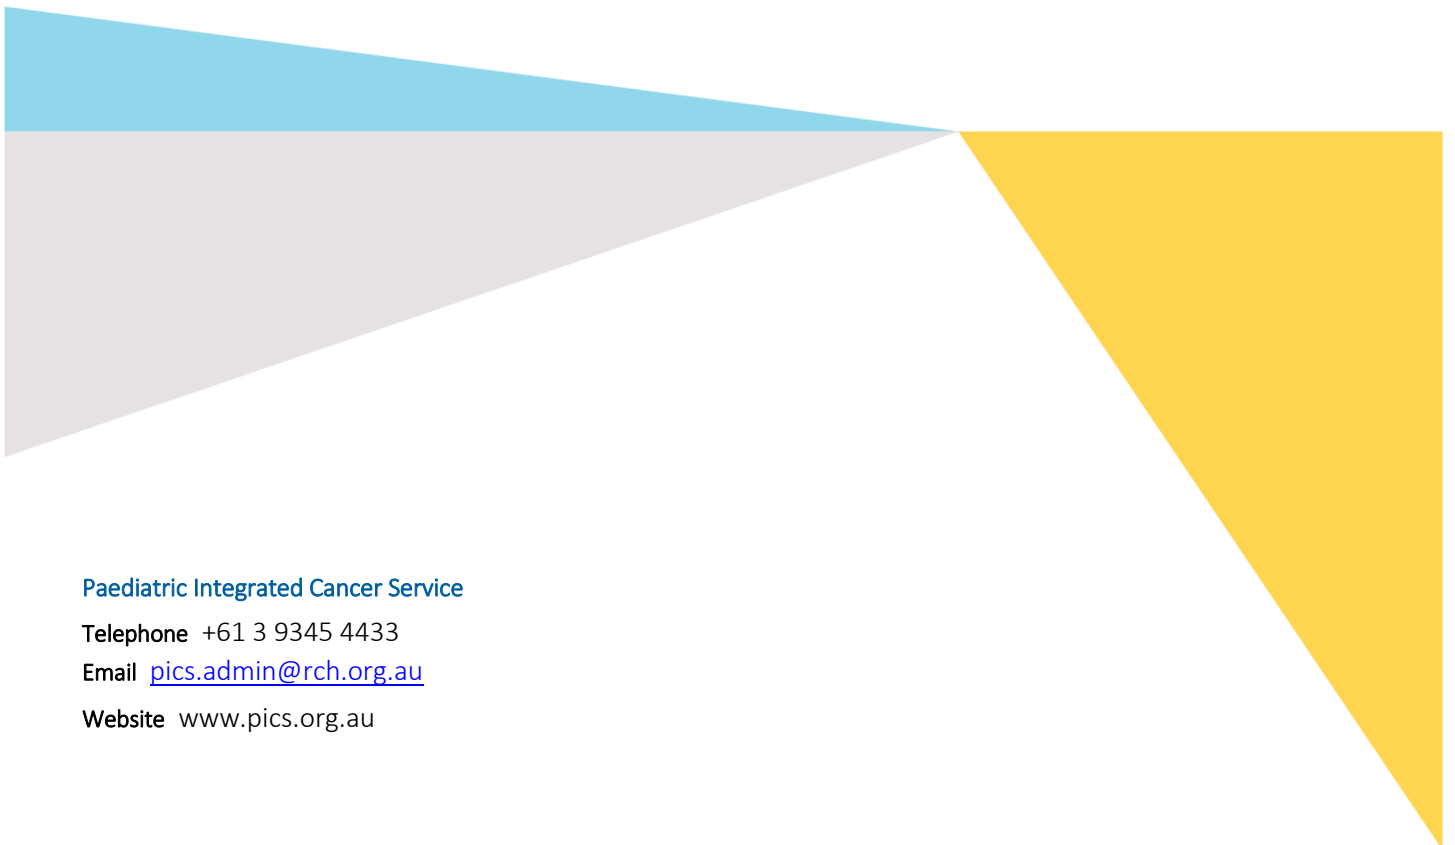 Paediatric Integrated Cancer Service
Telephone +61 3 9345 4433
Email pics.admin@rch.org.au
Website www.pics.org.au